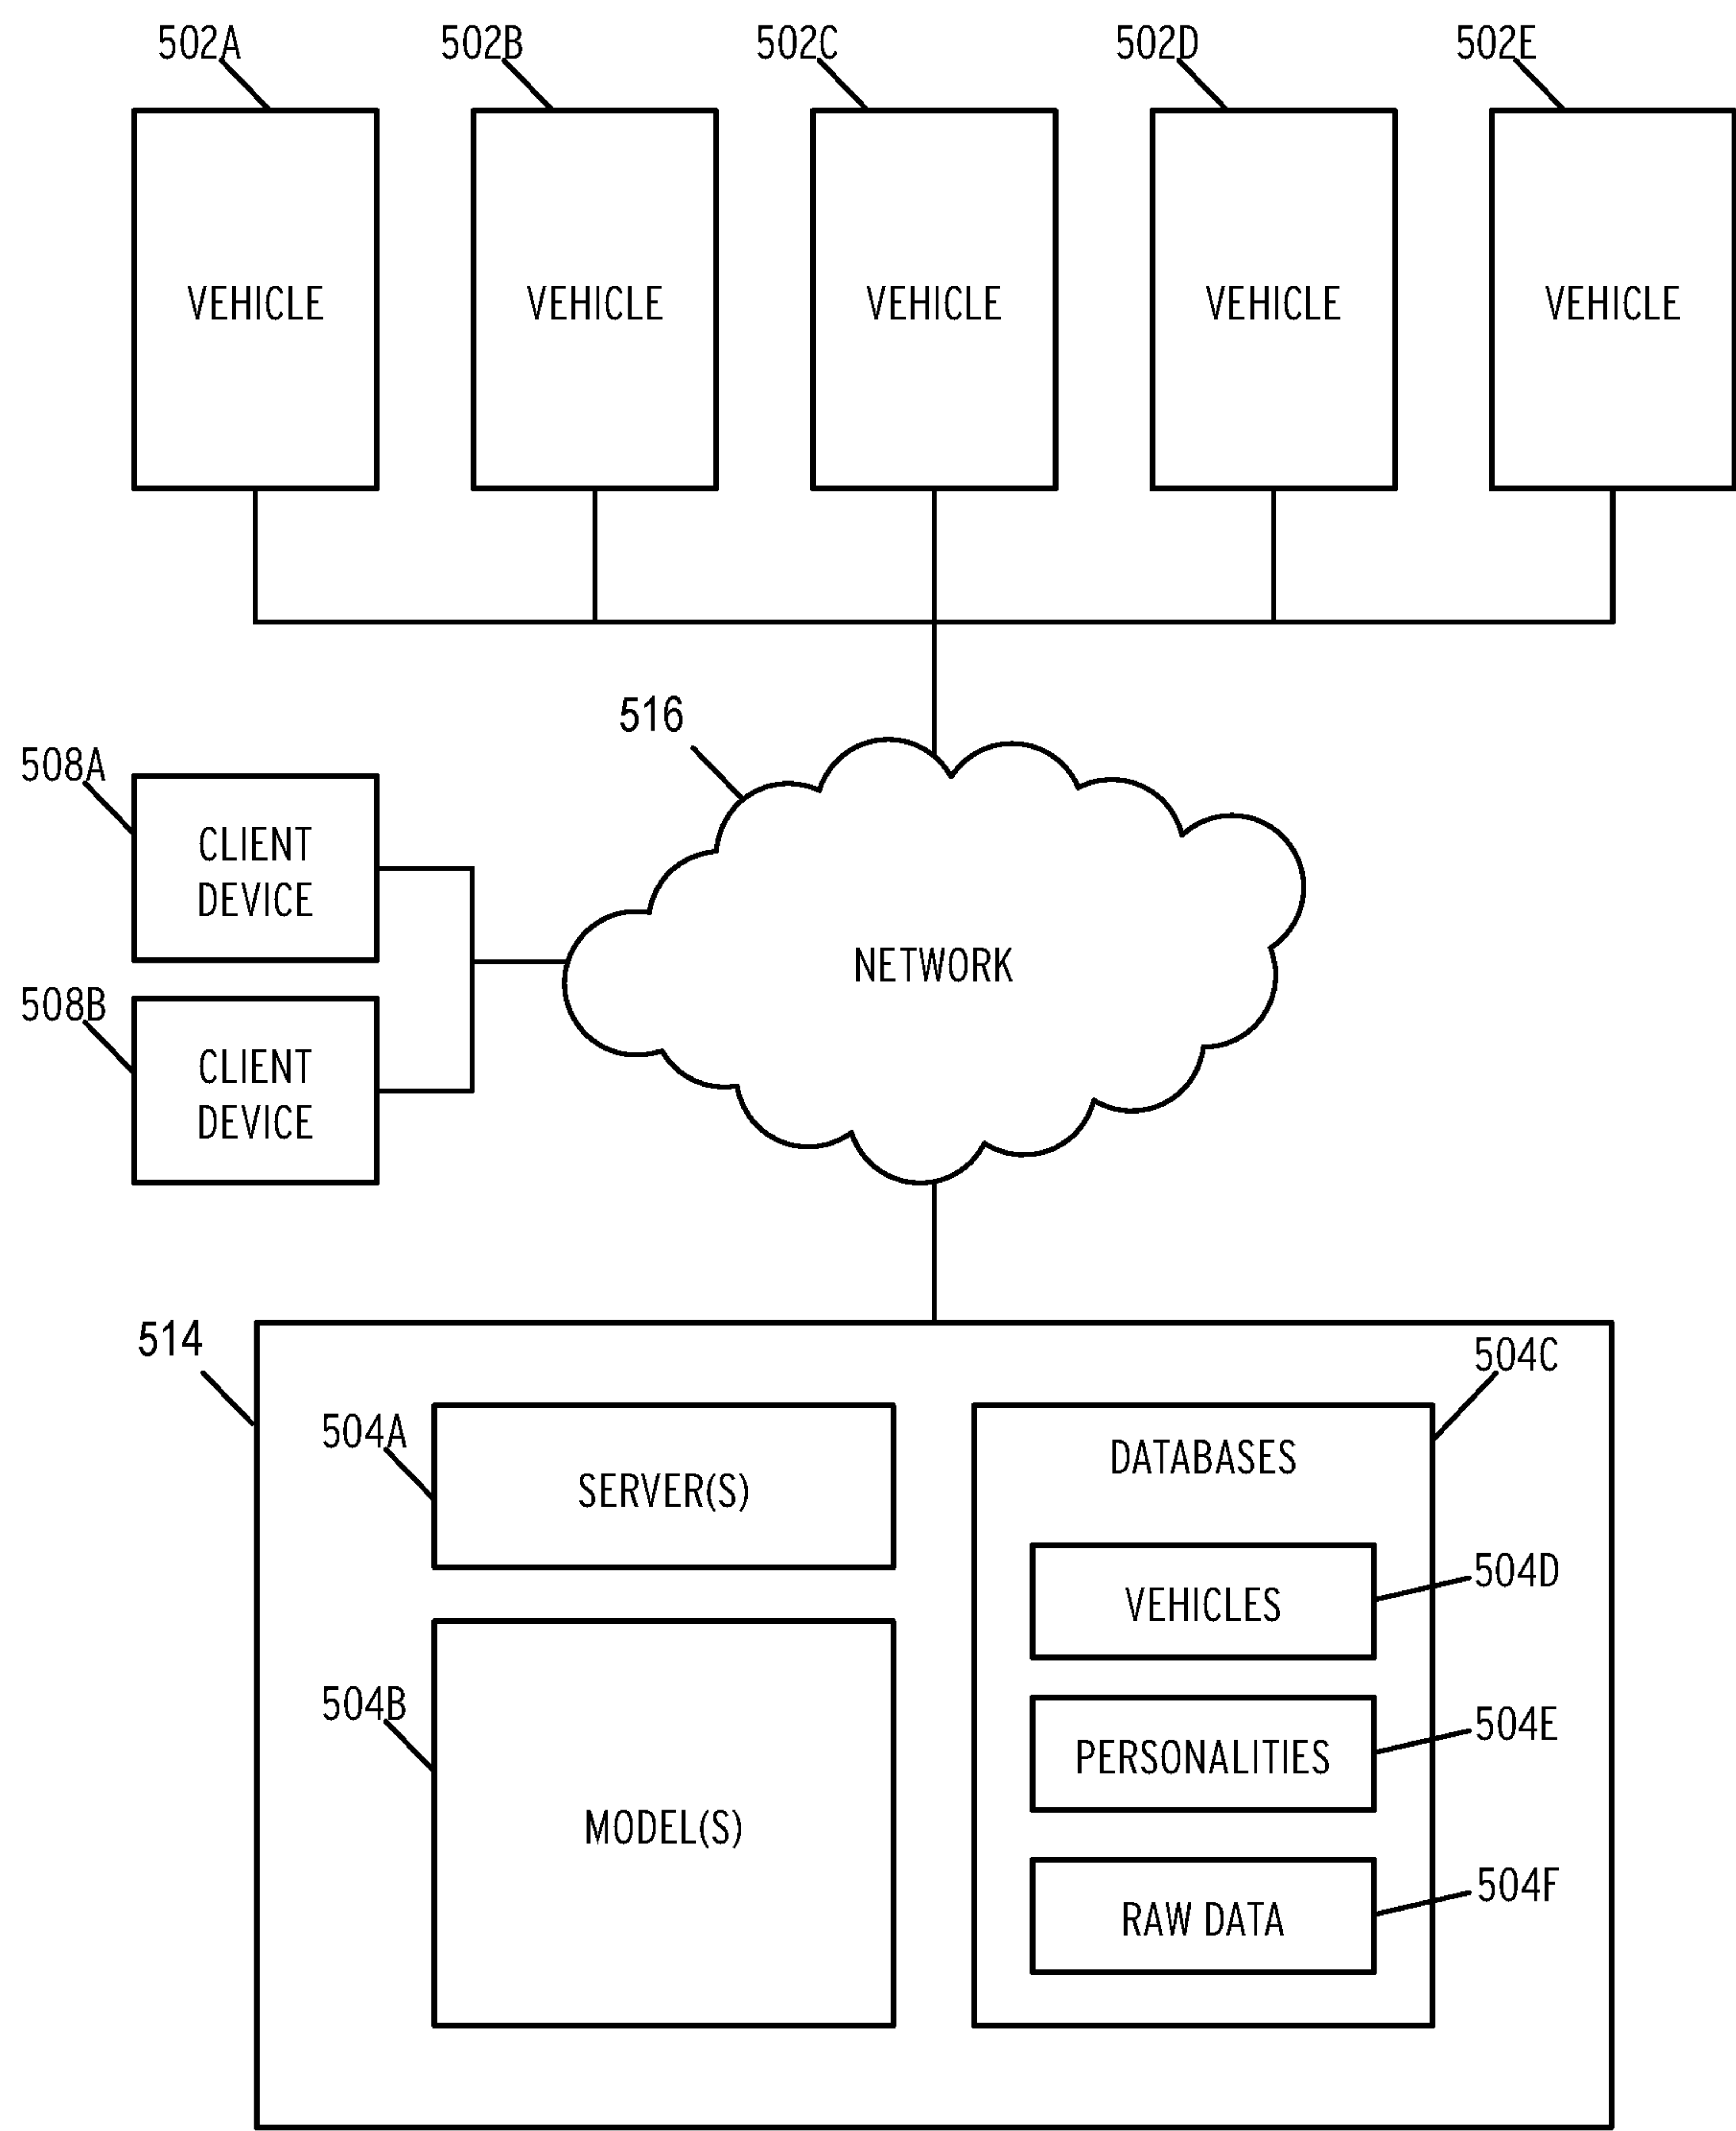 502A
502B
502C
502D
502E
VEHICLE
VEHICLE
VEHICLE
VEHICLE
VEHICLE
516
508A
CLIENT
DEVICE
NETWORK
508B
CLIENT
DEVICE
514
504C
504A
SERVER(S)
DATABASES
VEHICLES
504D
504B
MODEL(S)
PERSONALITIES
504E
RAW DATA
504F